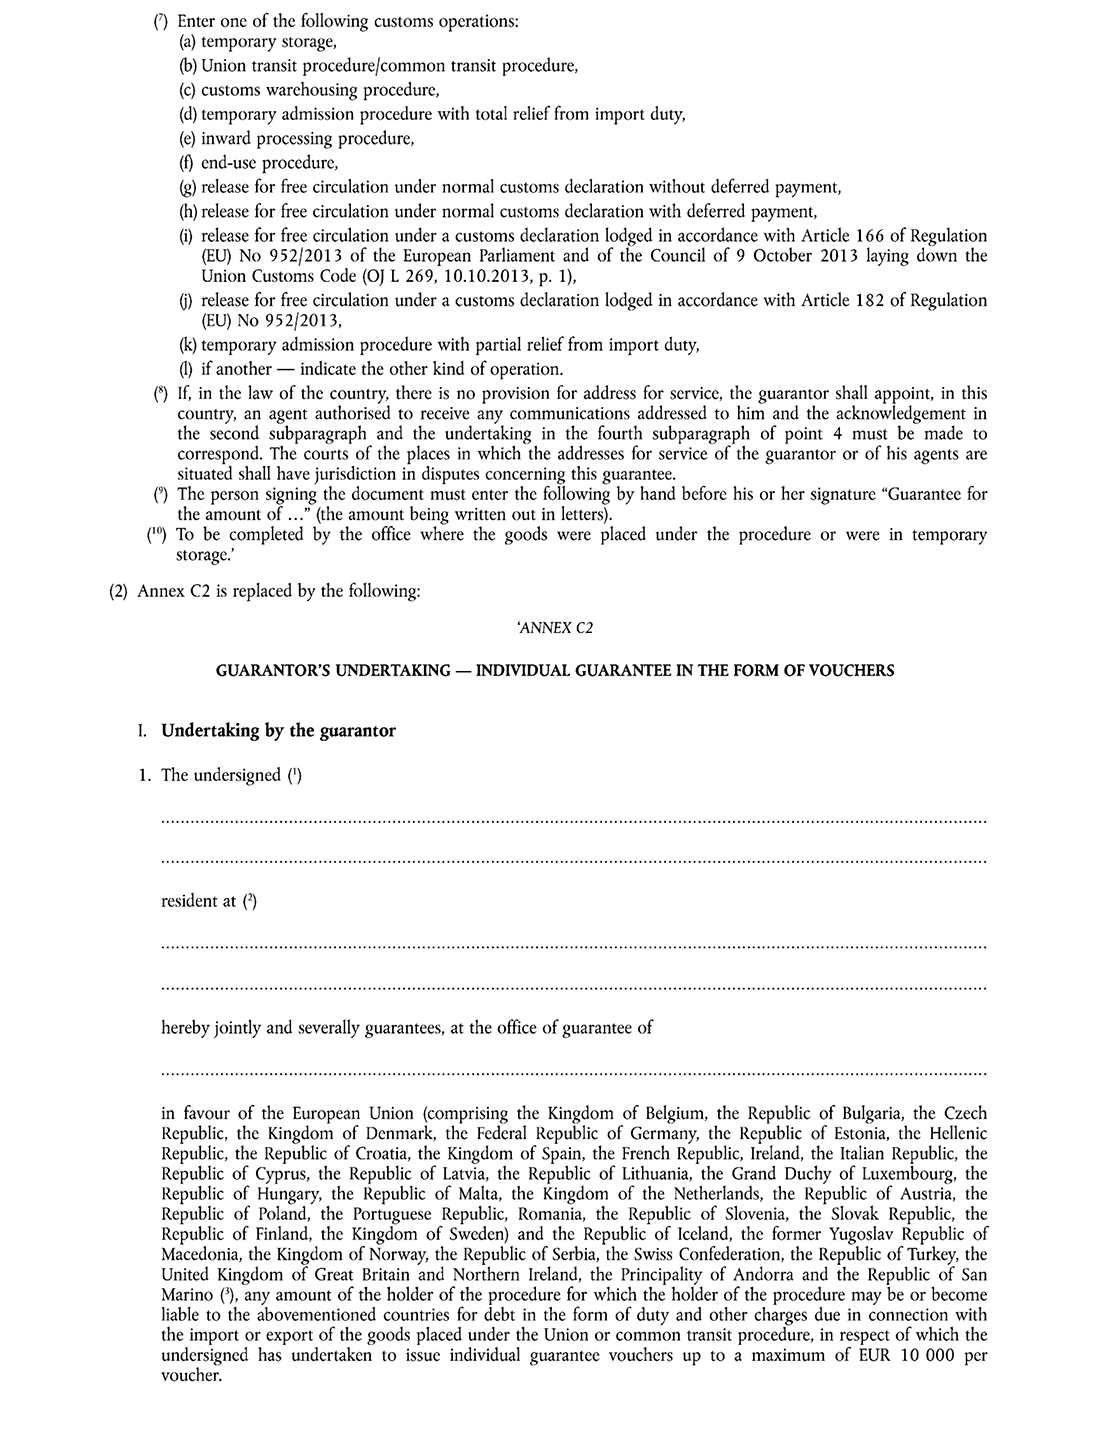 (⁷) Enter one of the following customs operations:
(a) temporary storage,
(b) Union transit procedure/common transit procedure,
(c) customs warehousing procedure,
(d) temporary admission procedure with total relief from import duty,
(e) inward processing procedure,
(f) end-use procedure,
(g) release for free circulation under normal customs declaration without deferred payment,
(h) release for free circulation under normal customs declaration with deferred payment,
(i) release for free circulation under a customs declaration lodged in accordance with Article 166 of Regulation
(EU) No 952/2013 of the European Parliament and of the Council of 9 October 2013 laying down the
Union Customs Code (OJ L 269, 10.10.2013, p. 1),
(j) release for free circulation under a customs declaration lodged in accordance with Article 182 of Regulation
(EU) No 952/2013,
(k) temporary admission procedure with partial relief from import duty,
(l) if another — indicate the other kind of operation.
(⁸) If, in the law of the country, there is no provision for address for service, the guarantor shall appoint, in this
country, an agent authorised to receive any communications addressed to him and the acknowledgement in
the second subparagraph and the undertaking in the fourth subparagraph of point 4 must be made to
correspond. The courts of the places in which the addresses for service of the guarantor or of his agents are
situated shall have jurisdiction in disputes concerning this guarantee.
(⁹) The person signing the document must enter the following by hand before his or her signature “Guarantee for
the amount of …” (the amount being written out in letters).
(¹⁰) To be completed by the office where the goods were placed under the procedure or were in temporary
storage.’
(2) Annex C2 is replaced by the following:
‘ANNEX C2
GUARANTOR’S UNDERTAKING — INDIVIDUAL GUARANTEE IN THE FORM OF VOUCHERS
I. Undertaking by the guarantor
1. The undersigned (¹)
resident at (²)
hereby jointly and severally guarantees, at the office of guarantee of
in favour of the European Union (comprising the Kingdom of Belgium, the Republic of Bulgaria, the Czech
Republic, the Kingdom of Denmark, the Federal Republic of Germany, the Republic of Estonia, the Hellenic
Republic, the Republic of Croatia, the Kingdom of Spain, the French Republic, Ireland, the Italian Republic, the
Republic of Cyprus, the Republic of Latvia, the Republic of Lithuania, the Grand Duchy of Luxembourg, the
Republic of Hungary, the Republic of Malta, the Kingdom of the Netherlands, the Republic of Austria, the
Republic of Poland, the Portuguese Republic, Romania, the Republic of Slovenia, the Slovak Republic, the
Republic of Finland, the Kingdom of Sweden) and the Republic of Iceland, the former Yugoslav Republic of
Macedonia, the Kingdom of Norway, the Republic of Serbia, the Swiss Confederation, the Republic of Turkey, the
United Kingdom of Great Britain and Northern Ireland, the Principality of Andorra and the Republic of San
Marino (³), any amount of the holder of the procedure for which the holder of the procedure may be or become
liable to the abovementioned countries for debt in the form of duty and other charges due in connection with
the import or export of the goods placed under the Union or common transit procedure, in respect of which the
undersigned has undertaken to issue individual guarantee vouchers up to a maximum of EUR 10 000 per
voucher.